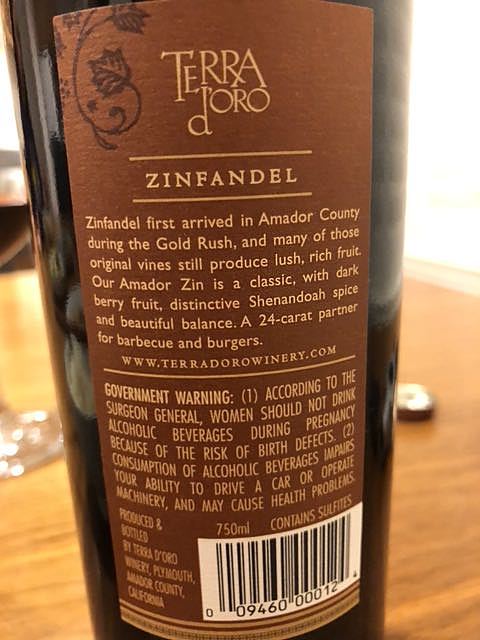 TERRA
d'ORO
ZINFANDEL
Zinfandel first arrived in Amador County
during the Gold Rush, and many of those
original vines still produce lush, rich fruit.
Our Amador Zin is a classic, with dark
berry fruit, distinctive Shenandoah spice
and beautiful balance. A 24-carat partner
for barbecue and burgers.
WWW.TERRADOROWINERY.COM
GOVERNMENT WARNING: (1) ACCORDING TO THE
SURGEON GENERAL, WOMEN SHOULD NOT DRINK
ALCOHOLIC BEVERAGES DURING PREGNANCY
BECAUSE OF THE RISK OF BIRTH DEFECTS. (2)
CONSUMPTION OF ALCOHOLIC BEVERAGES IMPAIRS
YOUR ABILITY TO DRIVE A CAR OR OPERATE
MACHINERY, AND MAY CAUSE HEALTH PROBLEMS.
PRODUCED &
BOTTLED
BY TERRA D'ORO
WINERY, PLYMOUTH,
AMADOR COUNTY,
CALIFORNIA
750ml CONTAINS SULFITES
0 09460 00012 4